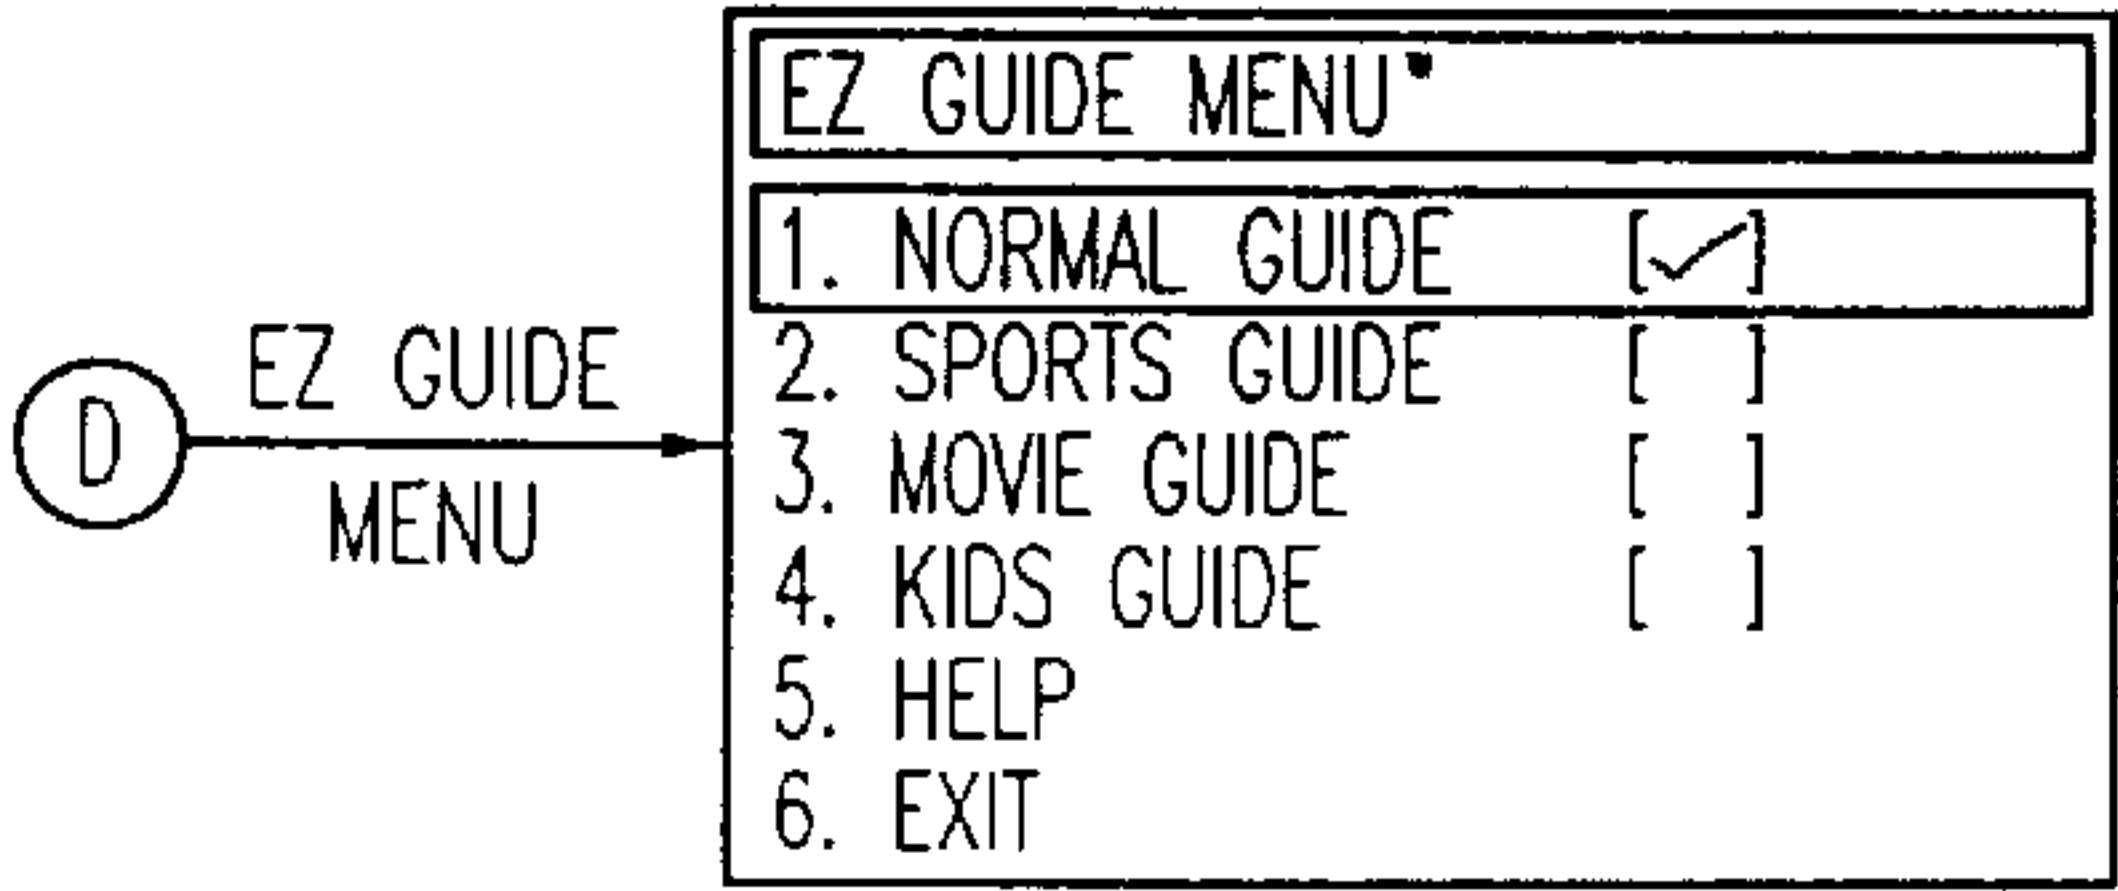 EZ GUIDE MENU
1. NORMAL GUIDE [✓]
2. SPORTS GUIDE [ ]
3. MOVIE GUIDE [ ]
4. KIDS GUIDE [ ]
5. HELP
6. EXIT
D
EZ GUIDE
MENU